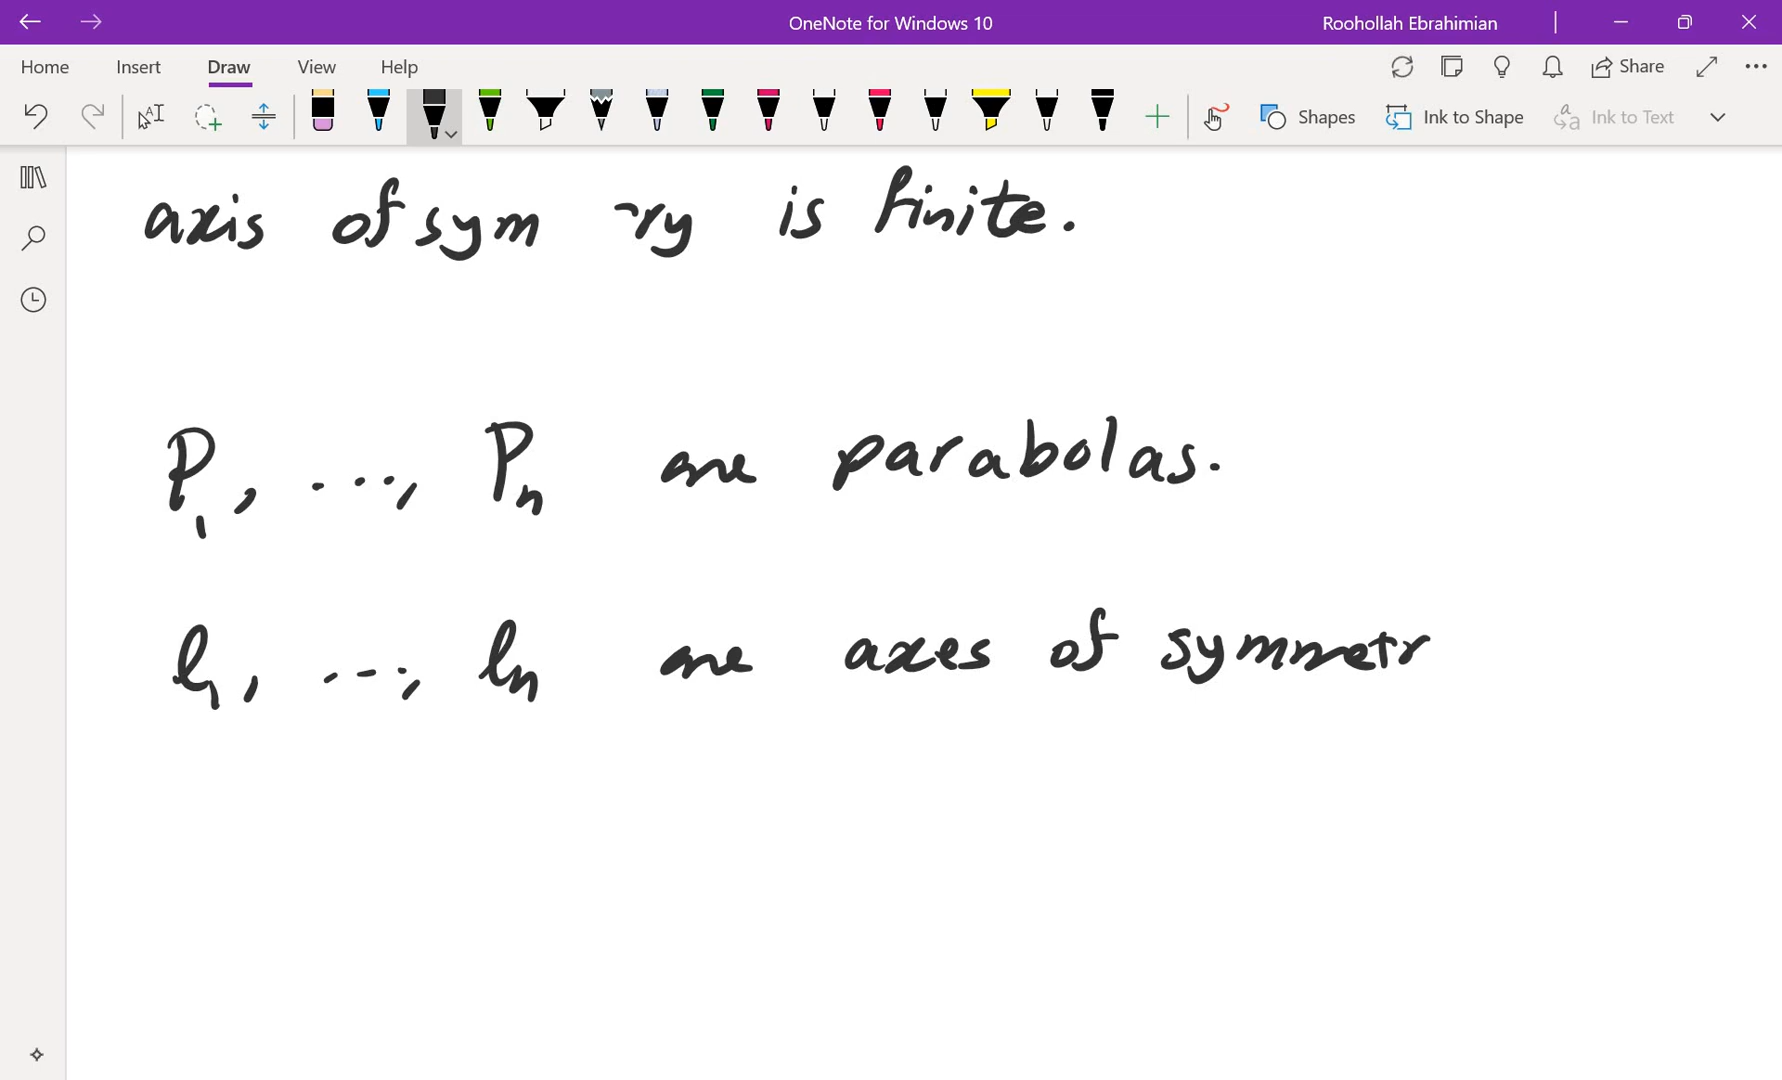 OneNote for Windows 10
Roohollah Ebrahimian
Home Insert Draw View Help
Share
Shapes Ink to Shape Ink to Text
axis of sym ry is finite.
P1, ..., Pn are parabolas.
l1, ..., ln are axes of symmetr